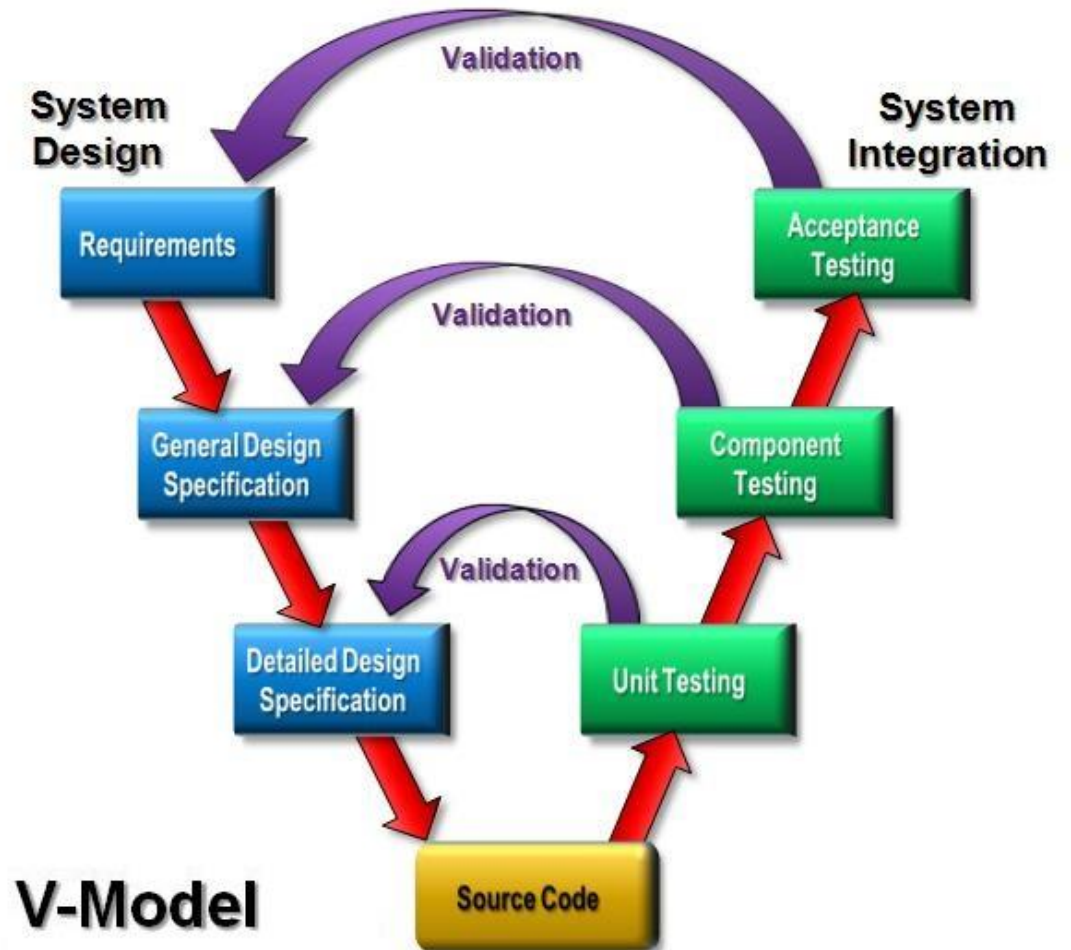 Validation
System
Design
System
Integration
Requirements
Acceptance
Testing
Validation
General Design
Specification
Component
Testing
Validation
Detailed Design
Specification
Unit Testing
Source Code
V-Model